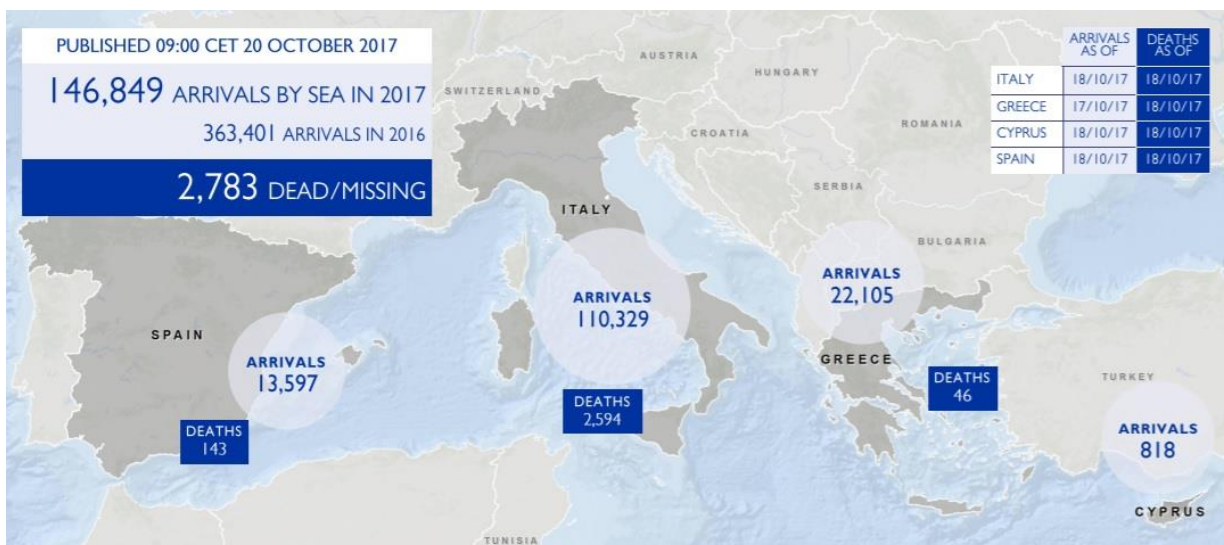 PUBLISHED 09:00 CET 20 OCTOBER 2017
146,849 ARRIVALS BY SEA IN 2017
363,401 ARRIVALS IN 2016
2,783 DEAD/MISSING
ARRIVALS AS OF DEATHS AS OF
ITALY 18/10/17 18/10/17
GREECE 17/10/17 18/10/17
CYPRUS 18/10/17 18/10/17
SPAIN 18/10/17 18/10/17
AUSTRIA
HUNGARY
SWITZERLAND
CROATIA
ROMANIA
SERBIA
ITALY
BULGARIA
ARRIVALS
22,105
ARRIVALS
110,329
SPAIN
ARRIVALS
13,597
GREECE
DEATHS
46
TURKEY
DEATHS
2,594
DEATHS
143
ARRIVALS
818
CYPRUS
TUNISIA